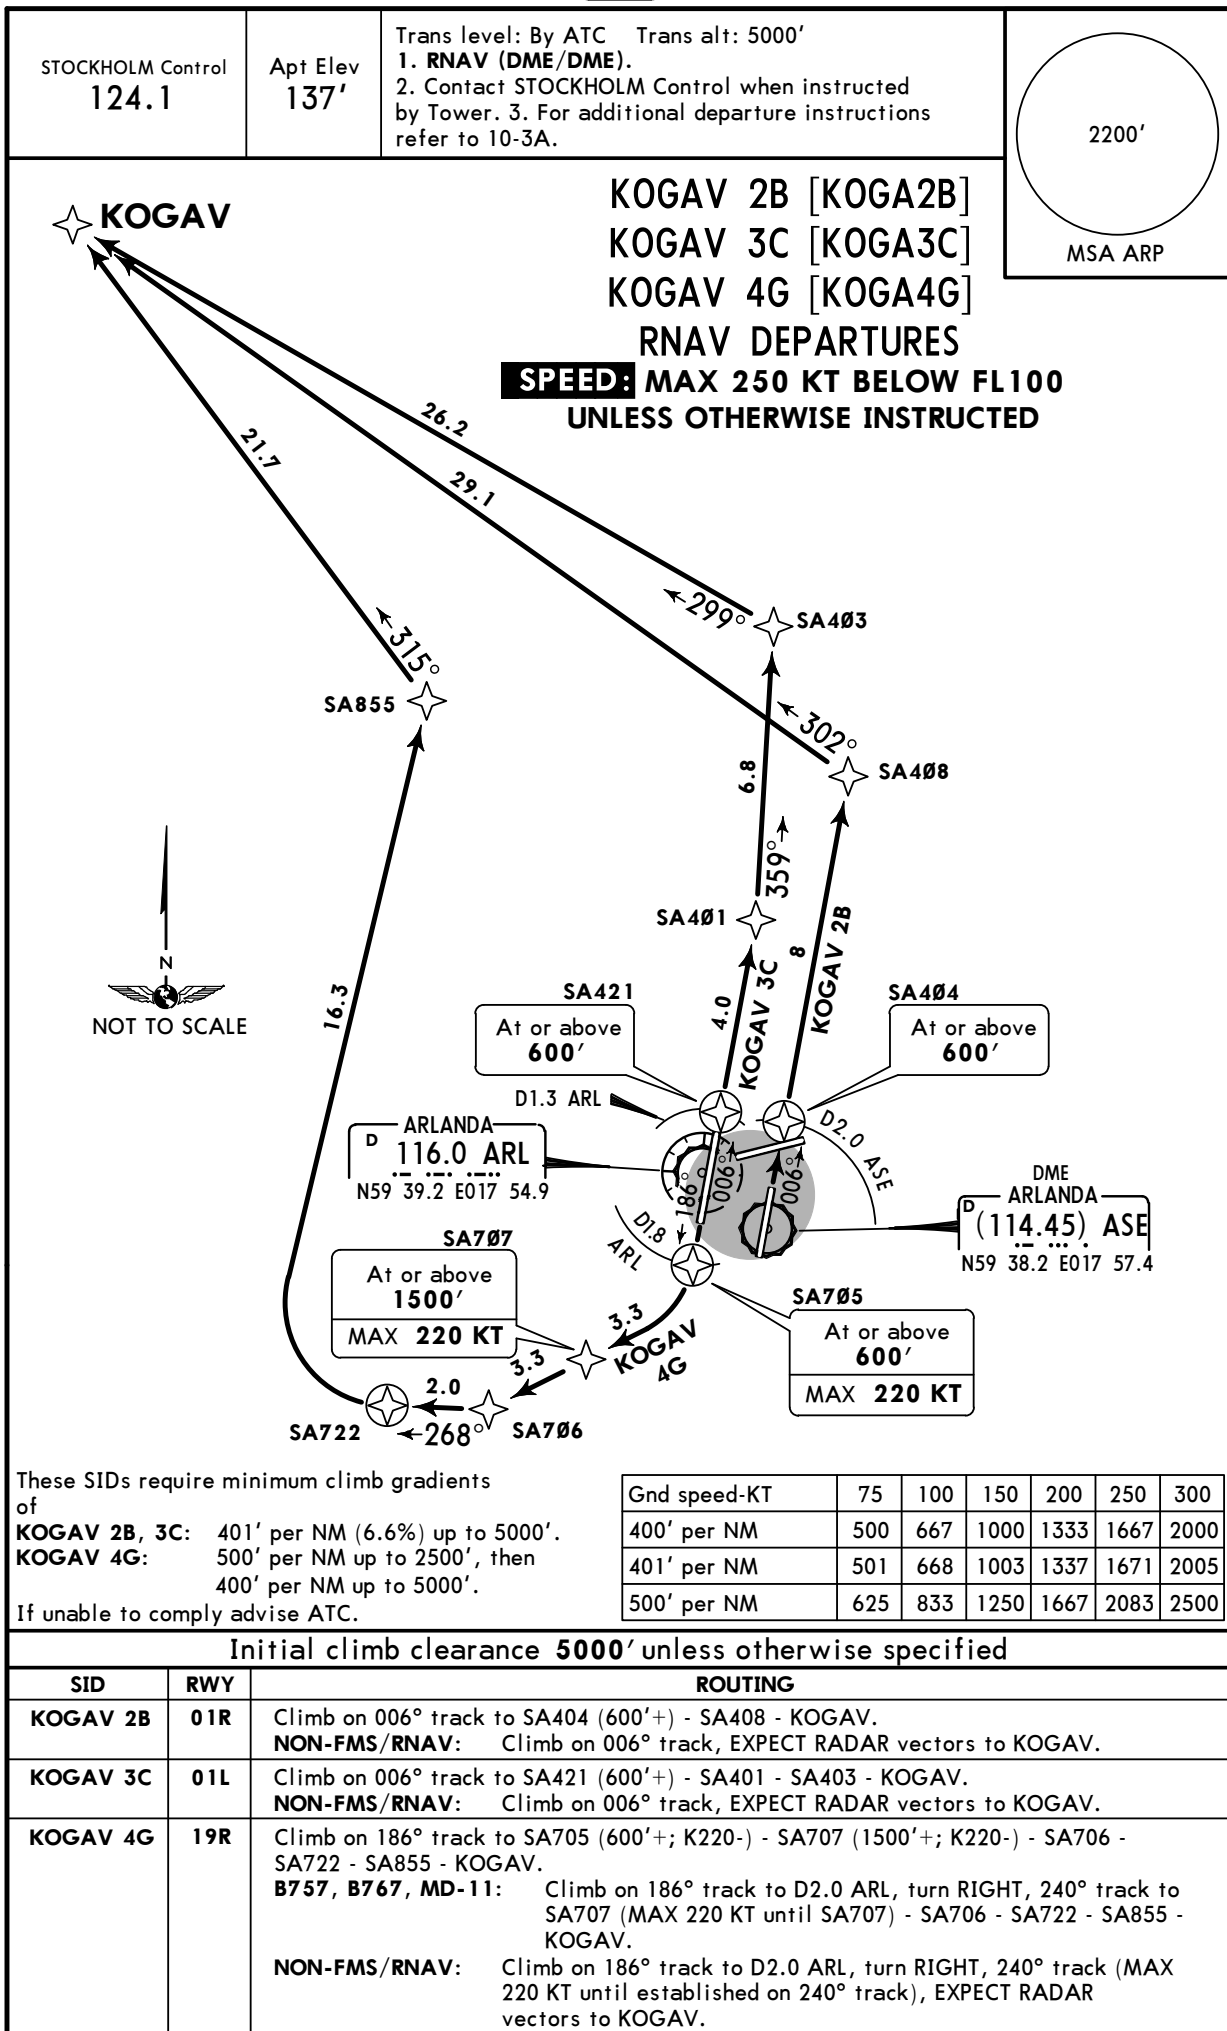 STOCKHOLM Control
124.1
Apt Elev
137'
Trans level: By ATC Trans alt: 5000'
1. RNAV (DME/DME).
2. Contact STOCKHOLM Control when instructed
by Tower. 3. For additional departure instructions
refer to 10-3A.
2200'
MSA ARP
KOGAV
KOGAV 2B [KOGA2B]
KOGAV 3C [KOGA3C]
KOGAV 4G [KOGA4G]
RNAV DEPARTURES
SPEED: MAX 250 KT BELOW FL100
UNLESS OTHERWISE INSTRUCTED
26.2
21.7
29.1
299°
SA4Ø3
315°
SA855
302°
SA4Ø8
6.8
359°
SA4Ø1
8
KOGAV 2B
N
NOT TO SCALE
16.3
4.0
KOGAV 3C
SA421
At or above
600'
SA4Ø4
At or above
600'
D1.3 ARL
D2.0 ASE
ARLANDA
D 116.0 ARL
N59 39.2 E017 54.9
006°
006°
186°
DME
ARLANDA
D (114.45) ASE
N59 38.2 E017 57.4
D1.8
ARL
SA7Ø7
At or above
1500'
MAX 220 KT
SA7Ø5
At or above
600'
MAX 220 KT
3.3
KOGAV
4G
3.3
2.0
SA722
268°
SA7Ø6
These SIDs require minimum climb gradients
of
KOGAV 2B, 3C: 401' per NM (6.6%) up to 5000'.
KOGAV 4G: 500' per NM up to 2500', then
400' per NM up to 5000'.
If unable to comply advise ATC.
Gnd speed-KT 75 100 150 200 250 300
400' per NM 500 667 1000 1333 1667 2000
401' per NM 501 668 1003 1337 1671 2005
500' per NM 625 833 1250 1667 2083 2500
Initial climb clearance 5000' unless otherwise specified
SID RWY ROUTING
KOGAV 2B 01R Climb on 006° track to SA404 (600'+) - SA408 - KOGAV.
NON-FMS/RNAV: Climb on 006° track, EXPECT RADAR vectors to KOGAV.
KOGAV 3C 01L Climb on 006° track to SA421 (600'+) - SA401 - SA403 - KOGAV.
NON-FMS/RNAV: Climb on 006° track, EXPECT RADAR vectors to KOGAV.
KOGAV 4G 19R Climb on 186° track to SA705 (600'+; K220-) - SA707 (1500'+; K220-) - SA706 -
SA722 - SA855 - KOGAV.
B757, B767, MD-11: Climb on 186° track to D2.0 ARL, turn RIGHT, 240° track to
SA707 (MAX 220 KT until SA707) - SA706 - SA722 - SA855 -
KOGAV.
NON-FMS/RNAV: Climb on 186° track to D2.0 ARL, turn RIGHT, 240° track (MAX
220 KT until established on 240° track), EXPECT RADAR
vectors to KOGAV.